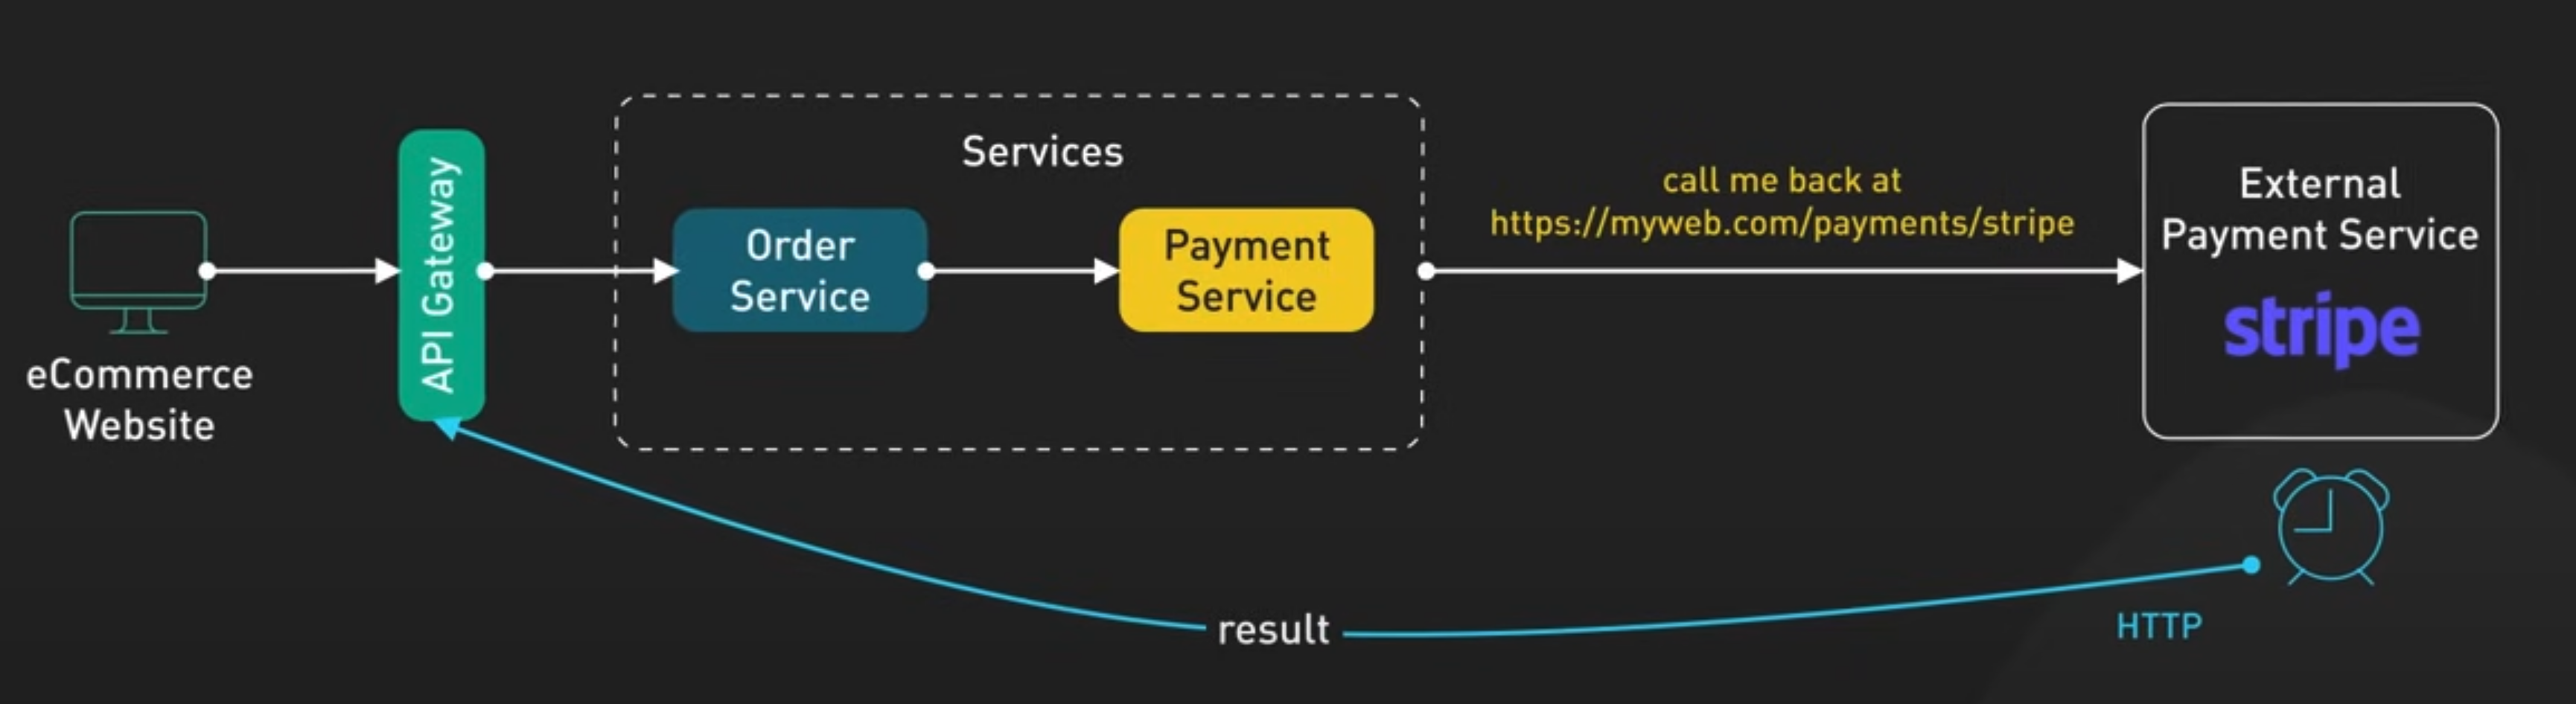 eCommerce
Website
API Gateway
Services
Order
Service
Payment
Service
call me back at
https://myweb.com/payments/stripe
External
Payment Service
stripe
result
HTTP